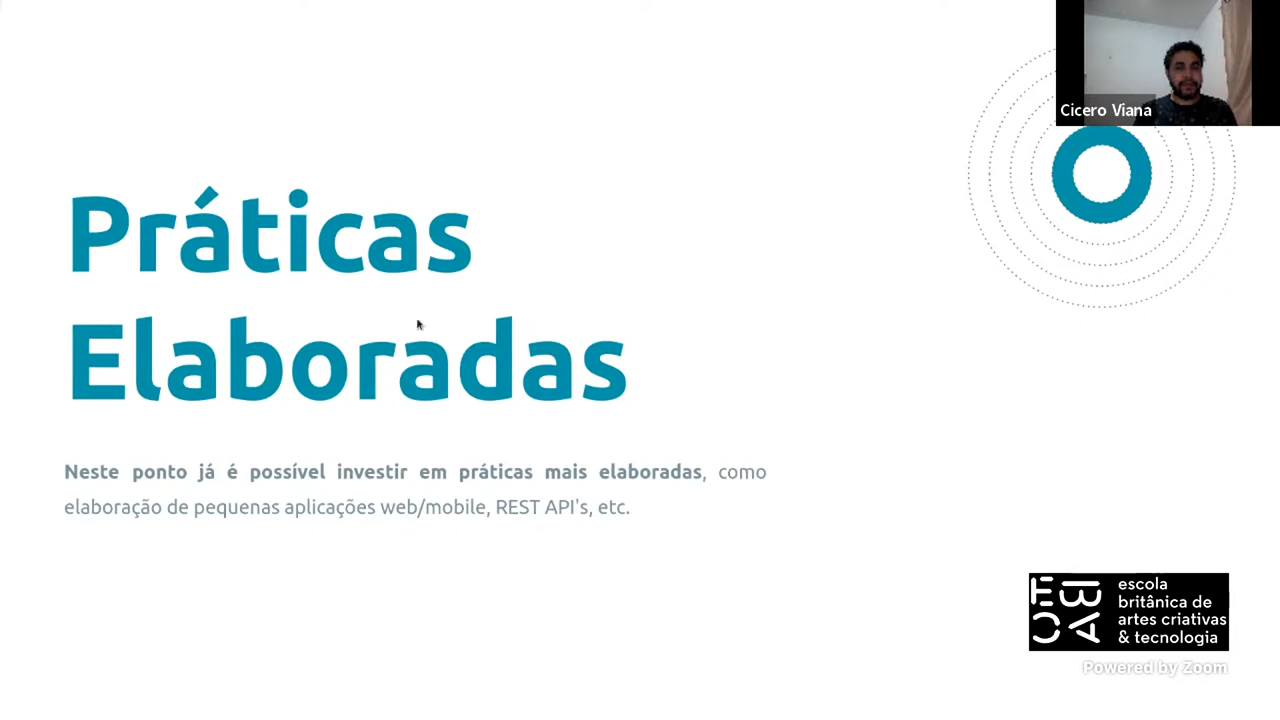 Cicero Viana
Práticas
Elaboradas
Neste ponto já é possível investir em práticas mais elaboradas, como
elaboração de pequenas aplicações web/mobile, REST API's, etc.
escola
britânica de
artes criativas
& tecnologia
Powered by Zoom